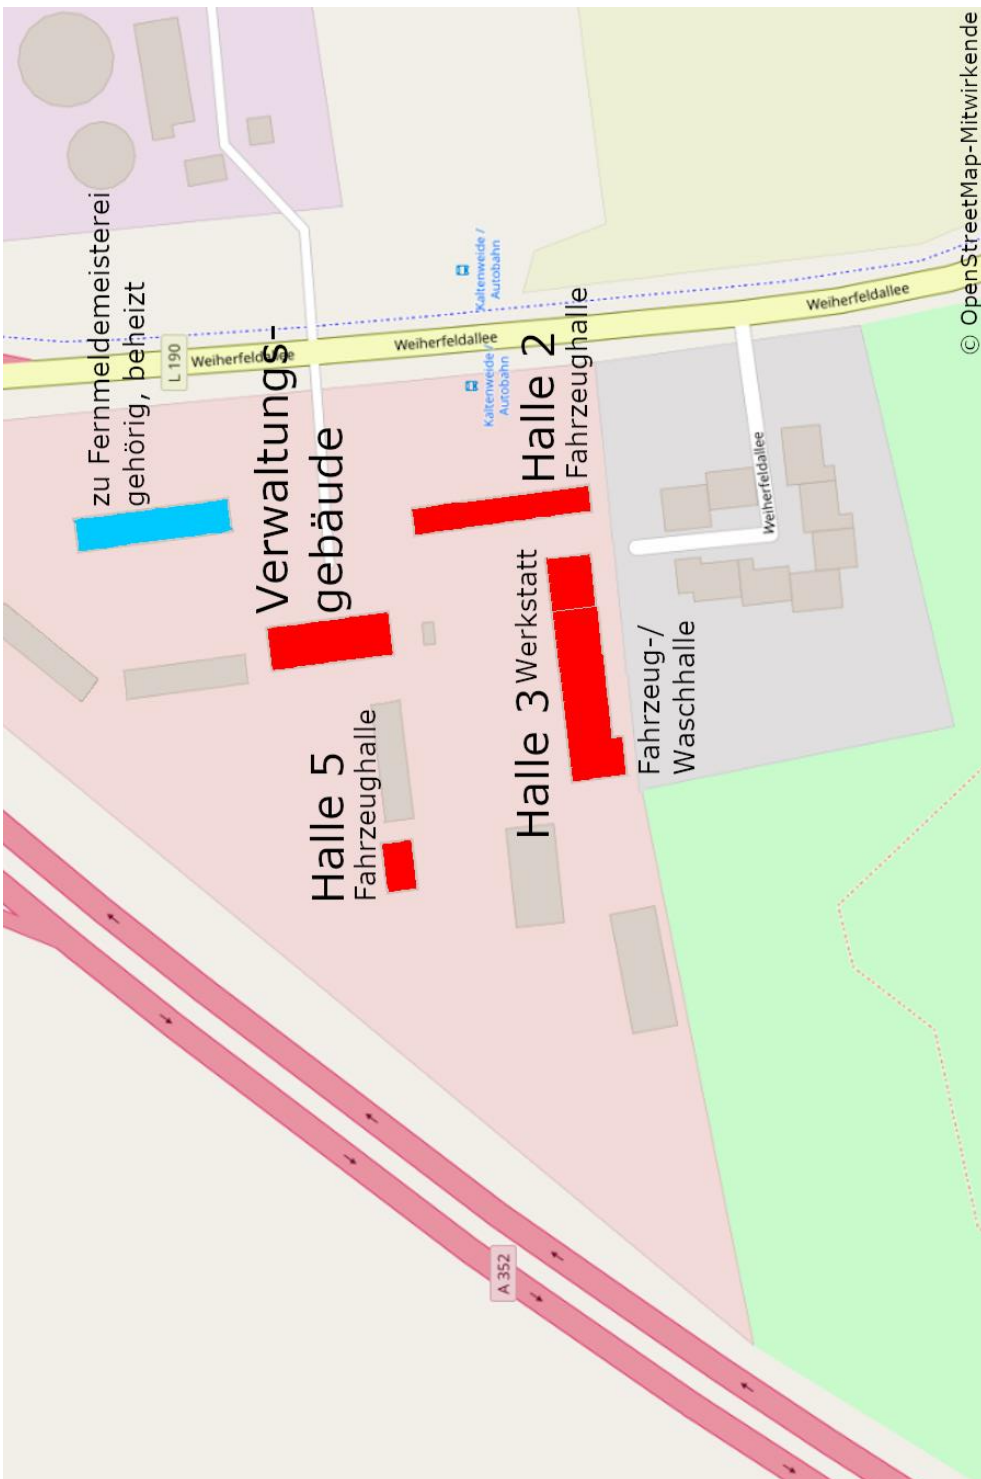 zu Fernmeldemeisterei
gehörig, beheizt
L 190
Weiherfeldallee
Verwaltungs-
gebäude
Halle 5
Fahrzeughalle
Kaltenweide /
Autobahn
Kaltenweide /
Autobahn
Weiherfeldallee
Halle 2
Fahrzeughalle
Halle 3
Werkstatt
Fahrzeug-/
Waschhalle
Weiherfeldallee
Weiherfeldallee
A 352
© OpenStreetMap-Mitwirkende